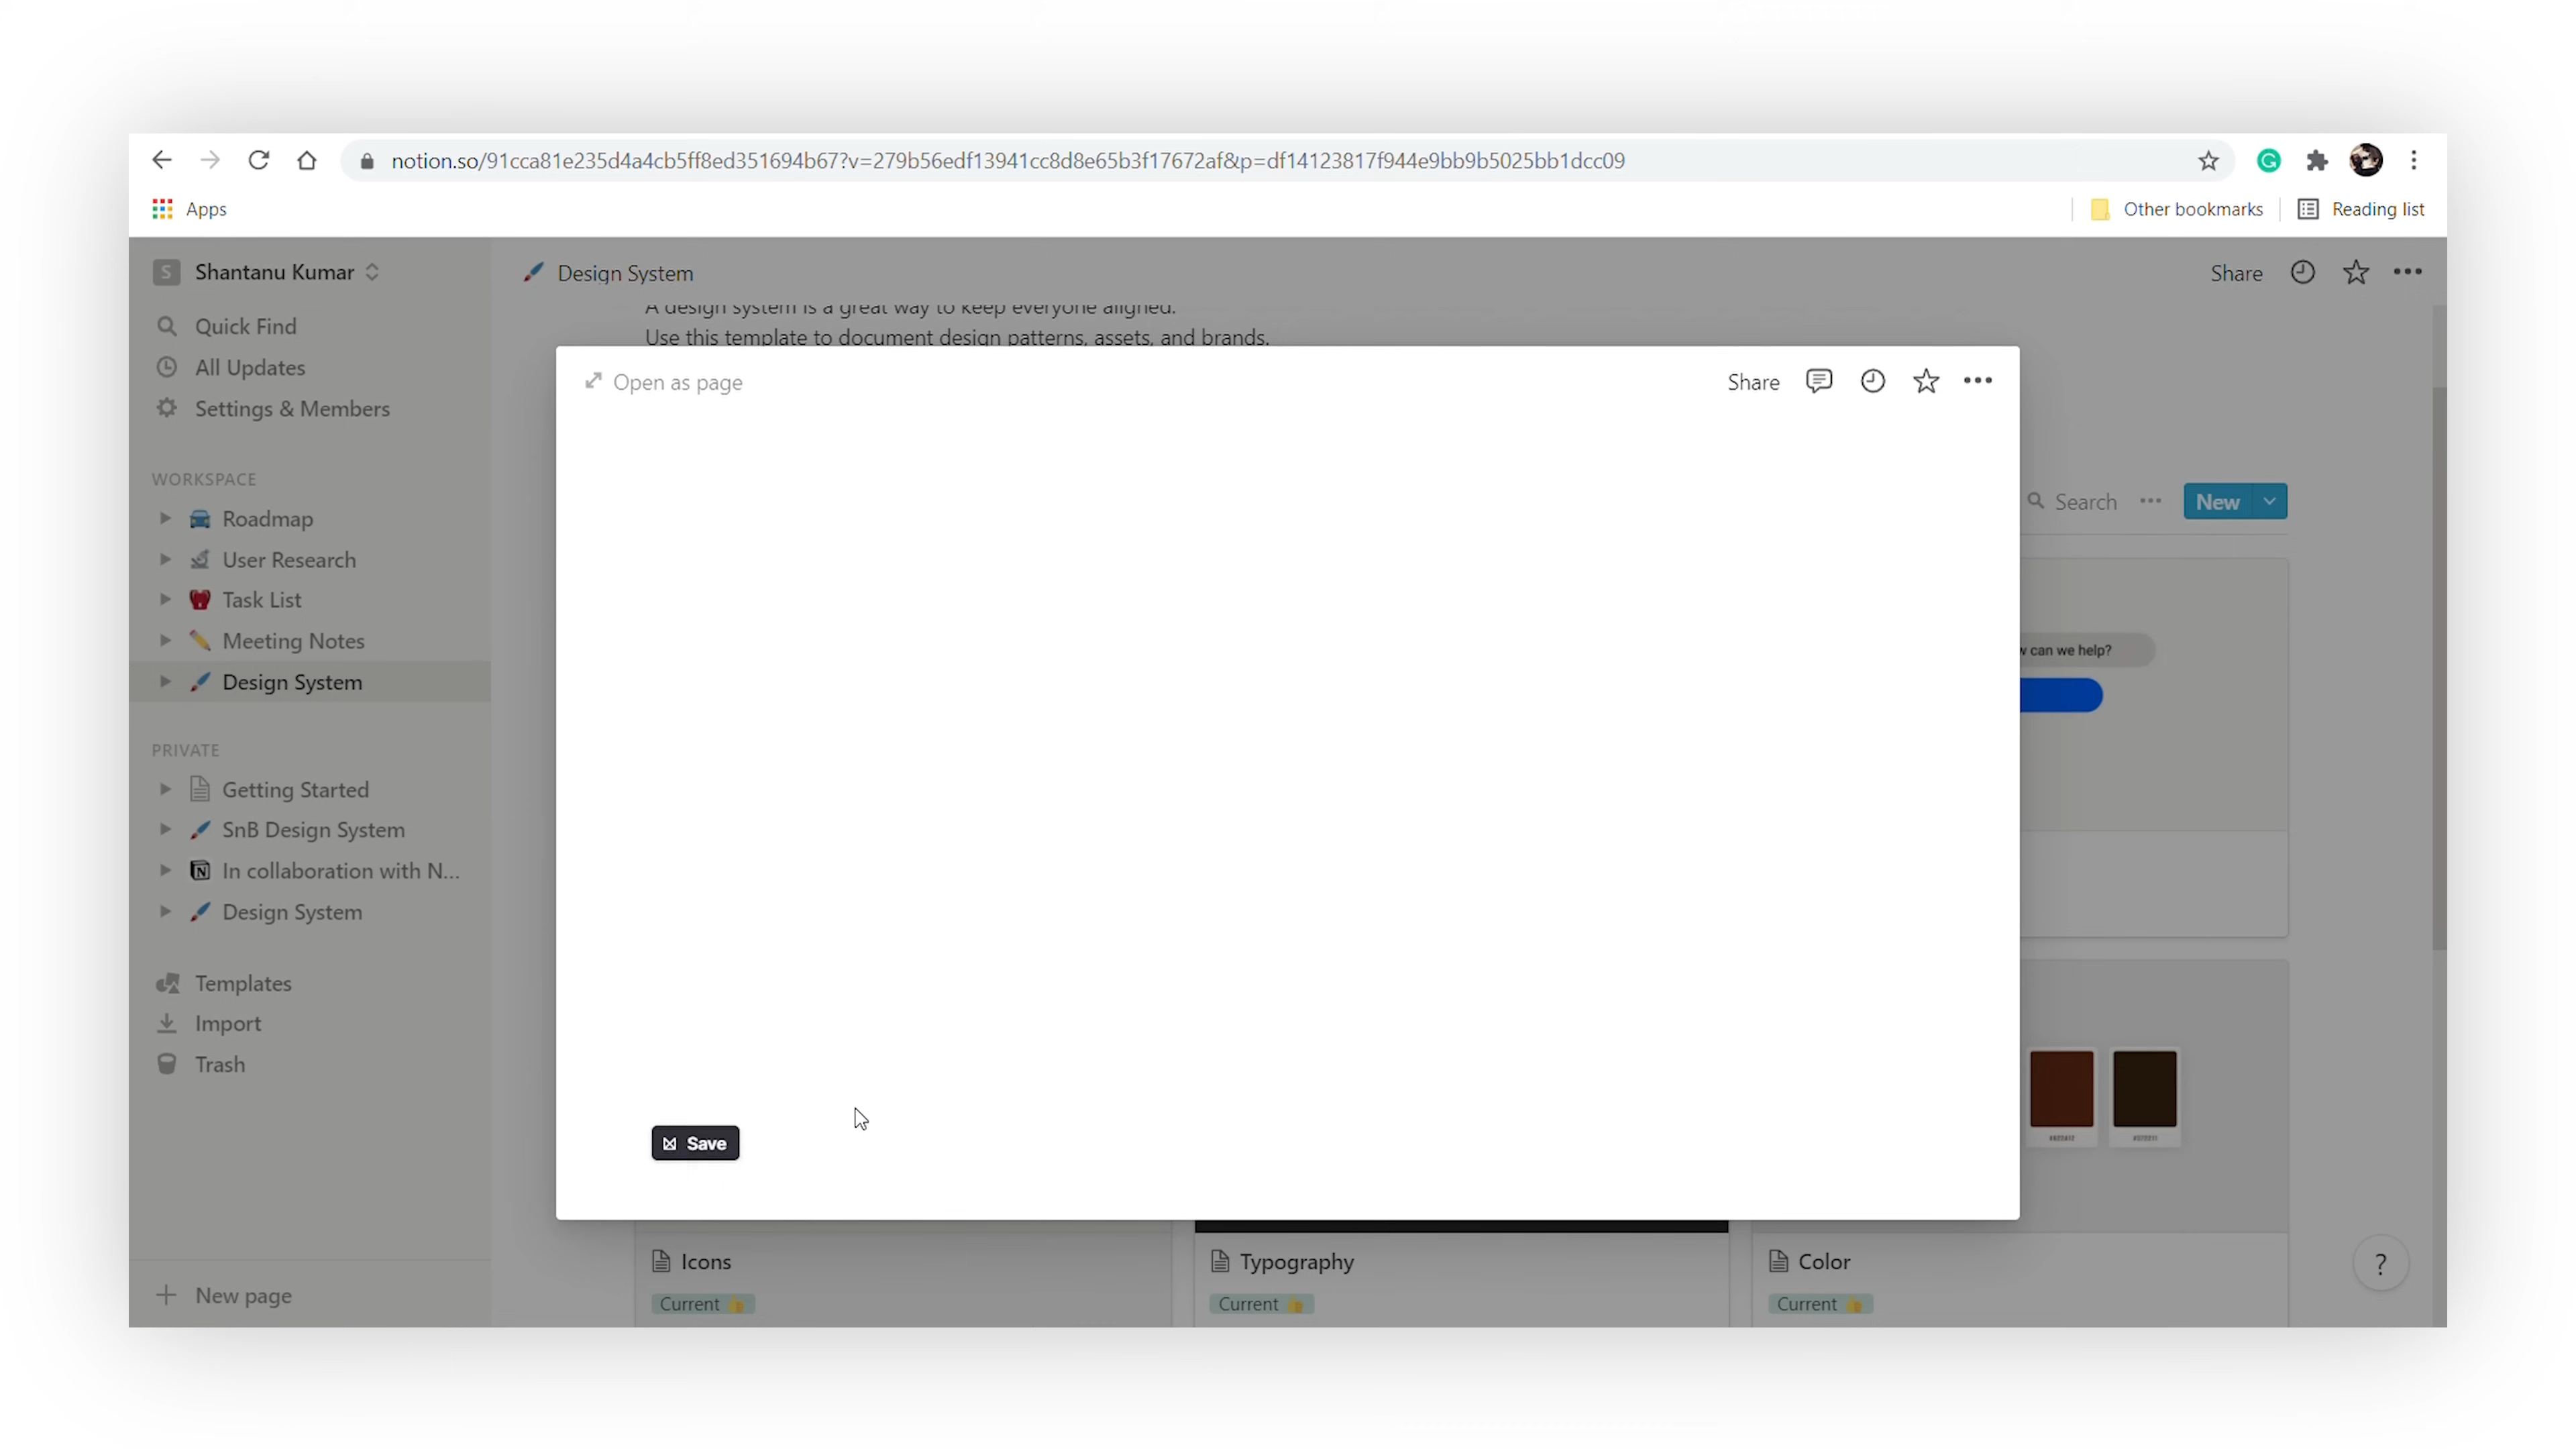 notion.so/91cca81e235d4a4cb5ff8ed351694b67?v=279b56edf13941cc8d8e65b3f17672af&p=df14123817f944e9bb9b5025bb1dcc09
Apps
Other bookmarks
Reading list
S Shantanu Kumar
Design System
Share
A design system is a great way to keep everyone aligned.
Use this template to document design patterns, assets, and brands.
Quick Find
All Updates
Settings & Members
Open as page
Share
WORKSPACE
Roadmap
User Research
Task List
Meeting Notes
Design System
Search
New
can we help?
PRIVATE
Getting Started
SnB Design System
In collaboration with N...
Design System
Templates
Import
Trash
Save
Icons
Current
Typography
Current
Color
Current
?
New page